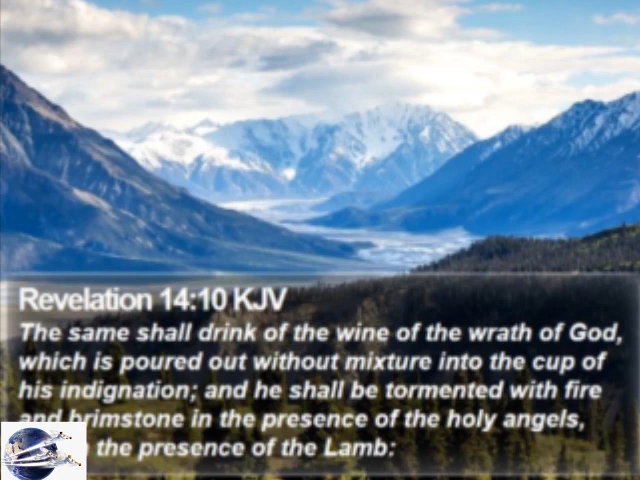 Revelation 14:10 KJV
The same shall drink of the wine of the wrath of God,
which is poured out without mixture into the cup of
his indignation; and he shall be tormented with fire
and brimstone in the presence of the holy angels,
the presence of the Lamb: